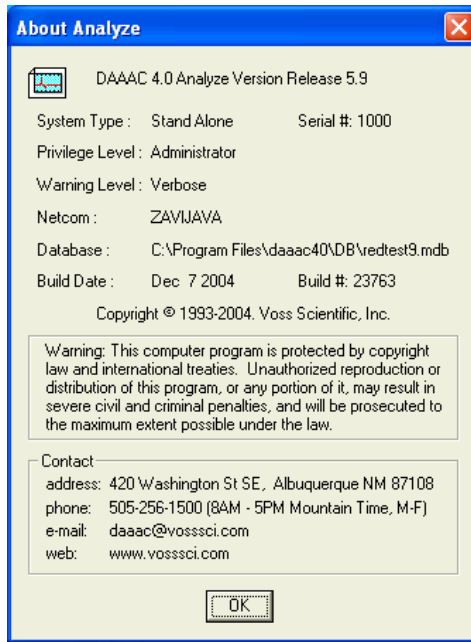 About Analyze
DAAAC 4.0 Analyze Version Release 5.9
System Type : Stand Alone Serial #: 1000
Privilege Level : Administrator
Warning Level : Verbose
Netcom : ZAVIJAVA
Database : C:\Program Files\daaac40\DB\redtest9.mdb
Build Date : Dec 7 2004 Build #: 23763
Copyright © 1993-2004. Voss Scientific, Inc.
Warning: This computer program is protected by copyright
law and international treaties. Unauthorized reproduction or
distribution of this program, or any portion of it, may result in
severe civil and criminal penalties, and will be prosecuted to
the maximum extent possible under the law.
Contact
address: 420 Washington St SE, Albuquerque NM 87108
phone: 505-256-1500 (8AM - 5PM Mountain Time, M-F)
e-mail: daaac@vosssci.com
web: www.vosssci.com
OK